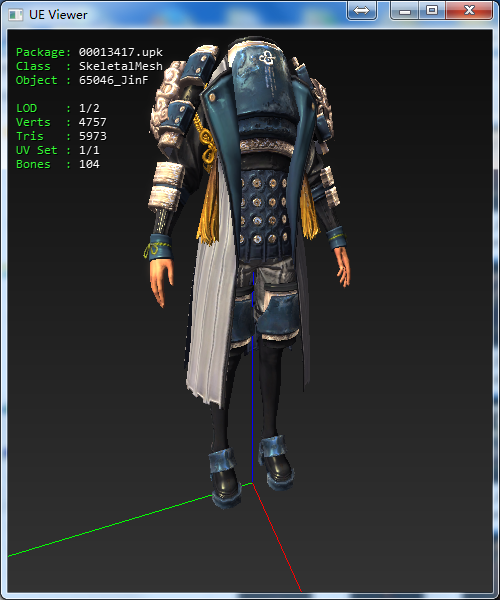 UE Viewer
Package: 00013417.upk
Class : SkeletalMesh
Object : 65046_JinF
LOD : 1/2
Verts : 4757
Tris : 5973
UV Set : 1/1
Bones : 104